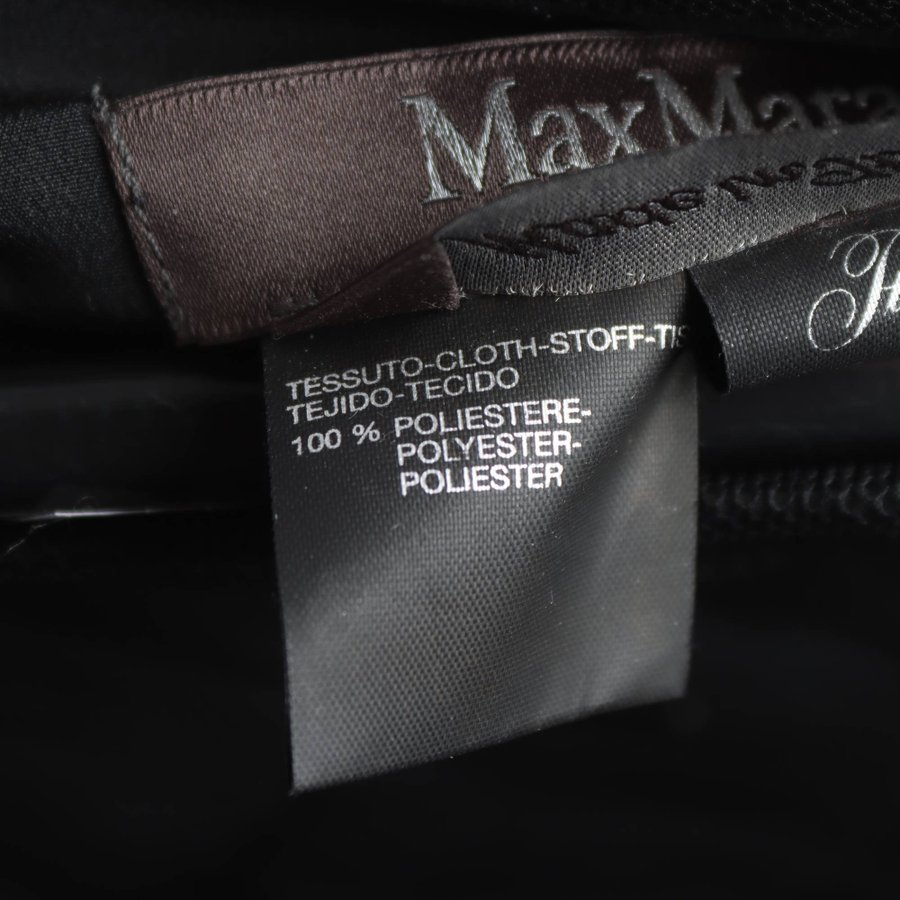 MaxMara
TESSUTO-CLOTH-STOFF-TIS
TEJIDO-TECIDO
100 % POLIESTERE-
POLYESTER-
POLIESTER